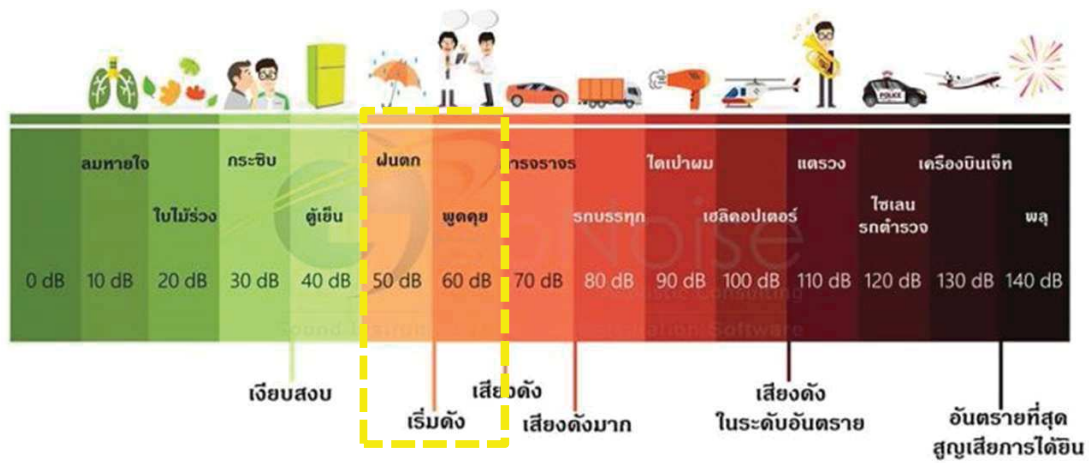 ลมหายใจ
ใบไม้ร่วง
กระซิบ
ตู้เย็น
ฝนตก
พูดคุย
ารจราจร
รถบรรทุก
ไดเป่าผม
เฮลิคอปเตอร์
แตรวง
ไซเลน
รถตำรวจ
เครื่องบินเจ็ท
พลุ
POLICE
0 dB 10 dB 20 dB 30 dB 40 dB 50 dB 60 dB 70 dB 80 dB 90 dB 100 dB 110 dB 120 dB 130 dB 140 dB
เงียบสงบ
เริ่มดัง
เสียงดัง
เสียงดังมาก
เสียงดัง
ในระดับอันตราย
อันตรายที่สุด
สูญเสียการได้ยิน